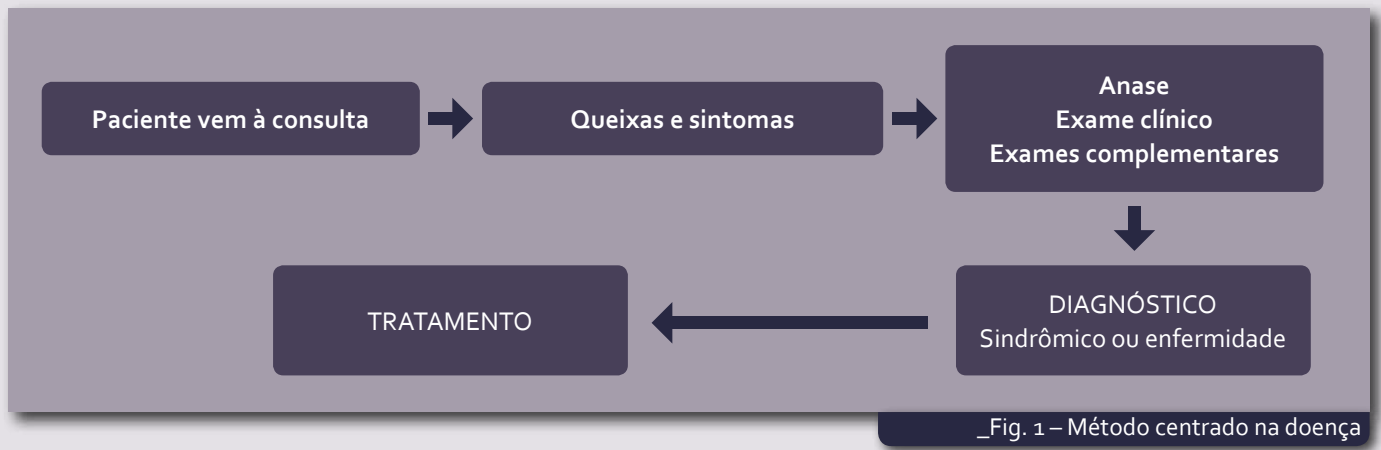 Paciente vem à consulta
Queixas e sintomas
Anase
Exame clínico
Exames complementares
DIAGNÓSTICO
Sindrômico ou enfermidade
TRATAMENTO
_Fig. 1 – Método centrado na doença